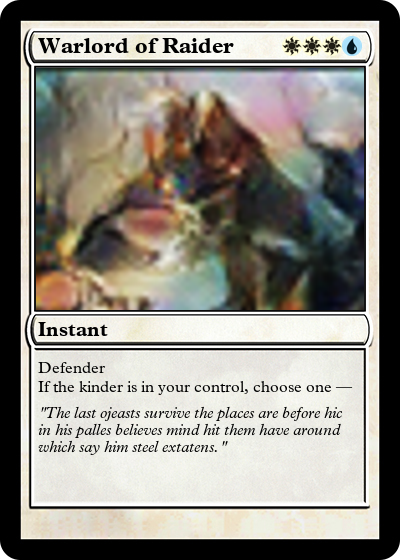 Warlord of Raider
Instant
Defender
If the kinder is in your control, choose one —
"The last ojeasts survive the places are before hic
in his palles believes mind hit them have around
which say him steel extatens."